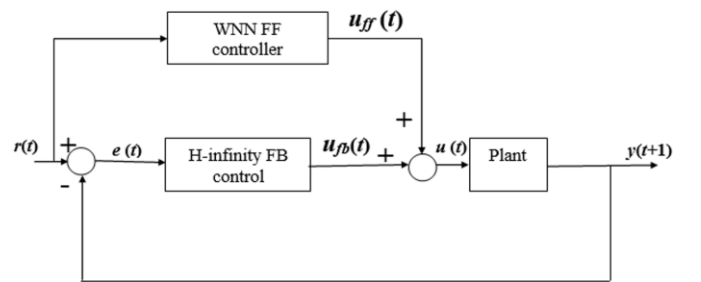 WNN FF
controller
uff (t)
+
r(t)
+
e (t)
H-infinity FB
control
ufb(t)
+
u (t)
Plant
y(t+1)
-